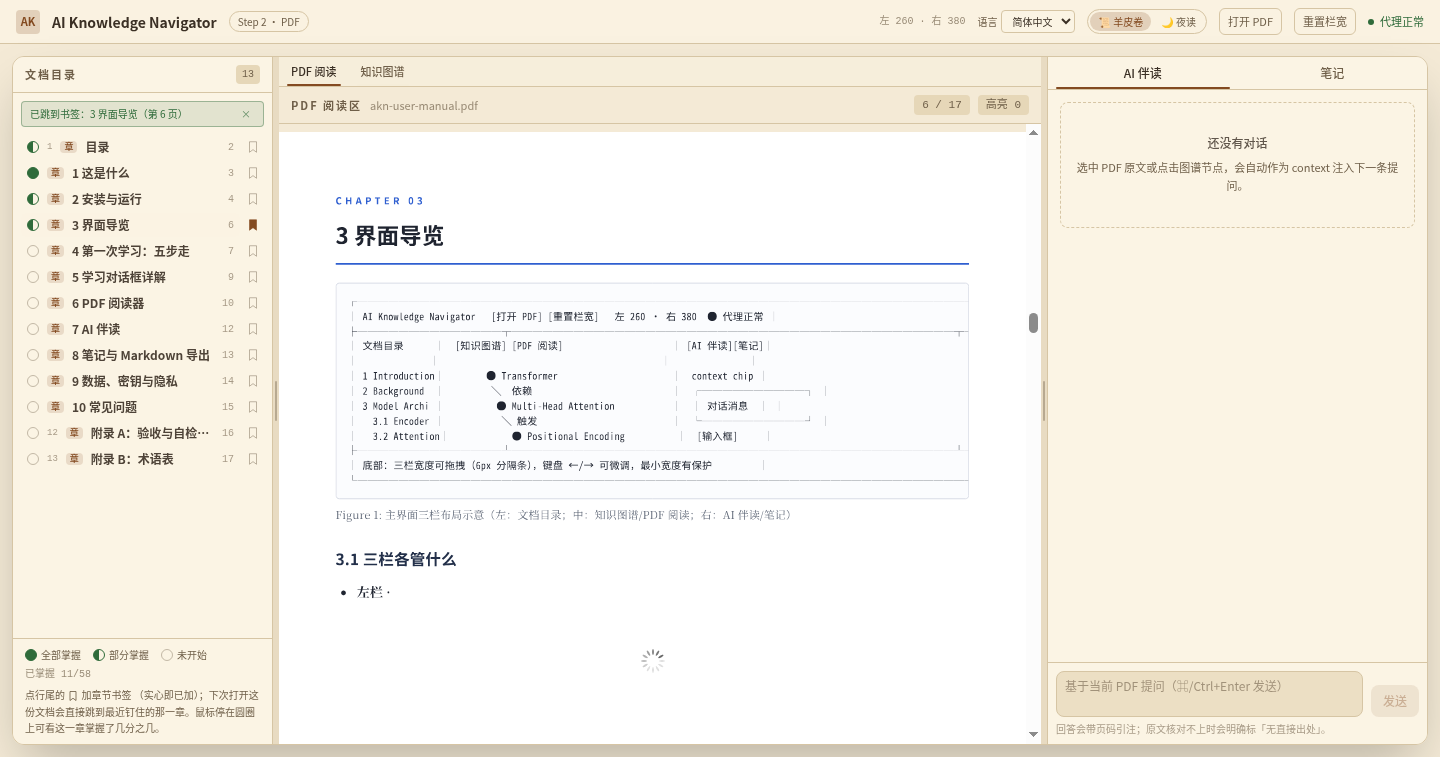 AK AI Knowledge Navigator Step 2 · PDF 左 260 · 右 380 语言 简体中文 📜 羊皮卷 🌙 夜读 打开 PDF 重置栏宽 ● 代理正常
文档目录 13
已跳到书签：3 界面导览（第 6 页） ×
1 章 目录 2
章 1 这是什么 3
章 2 安装与运行 4
章 3 界面导览 6
章 4 第一次学习：五步走 7
章 5 学习对话框详解 9
章 6 PDF 阅读器 10
章 7 AI 伴读 12
章 8 笔记与 Markdown 导出 13
章 9 数据、密钥与隐私 14
章 10 常见问题 15
12 章 附录 A：验收与自检… 16
13 章 附录 B：术语表 17
全部掌握 部分掌握 未开始
已掌握 11/58
点行尾的 加章节书签 （实心即已加）；下次打开这
份文档会直接跳到最近钉住的那一章。鼠标停在圆圈
上可看这一章掌握了几分之几。
PDF 阅读 知识图谱
PDF 阅读区 akn-user-manual.pdf 6 / 17 高亮 0
CHAPTER 03
3 界面导览
AI Knowledge Navigator [打开 PDF] [重置栏宽] 左 260 · 右 380 ● 代理正常
文档目录 [知识图谱] [PDF 阅读] [AI 伴读][笔记]
1 Introduction ● Transformer context chip
2 Background ╲ 依赖
3 Model Archi ● Multi-Head Attention 对话消息
3.1 Encoder ╲ 触发
3.2 Attention ● Positional Encoding [输入框]
底部：三栏宽度可拖拽（6px 分隔条），键盘 ←/→ 可微调，最小宽度有保护
Figure 1: 主界面三栏布局示意（左：文档目录；中：知识图谱/PDF 阅读；右：AI 伴读/笔记）
3.1 三栏各管什么
• 左栏 ·
AI 伴读 笔记
还没有对话
选中 PDF 原文或点击图谱节点，会自动作为 context 注入下一条提
问。
基于当前 PDF 提问（⌘/Ctrl+Enter 发送） 发送
回答会带页码引注；原文核对不上时会明确标「无直接出处」。